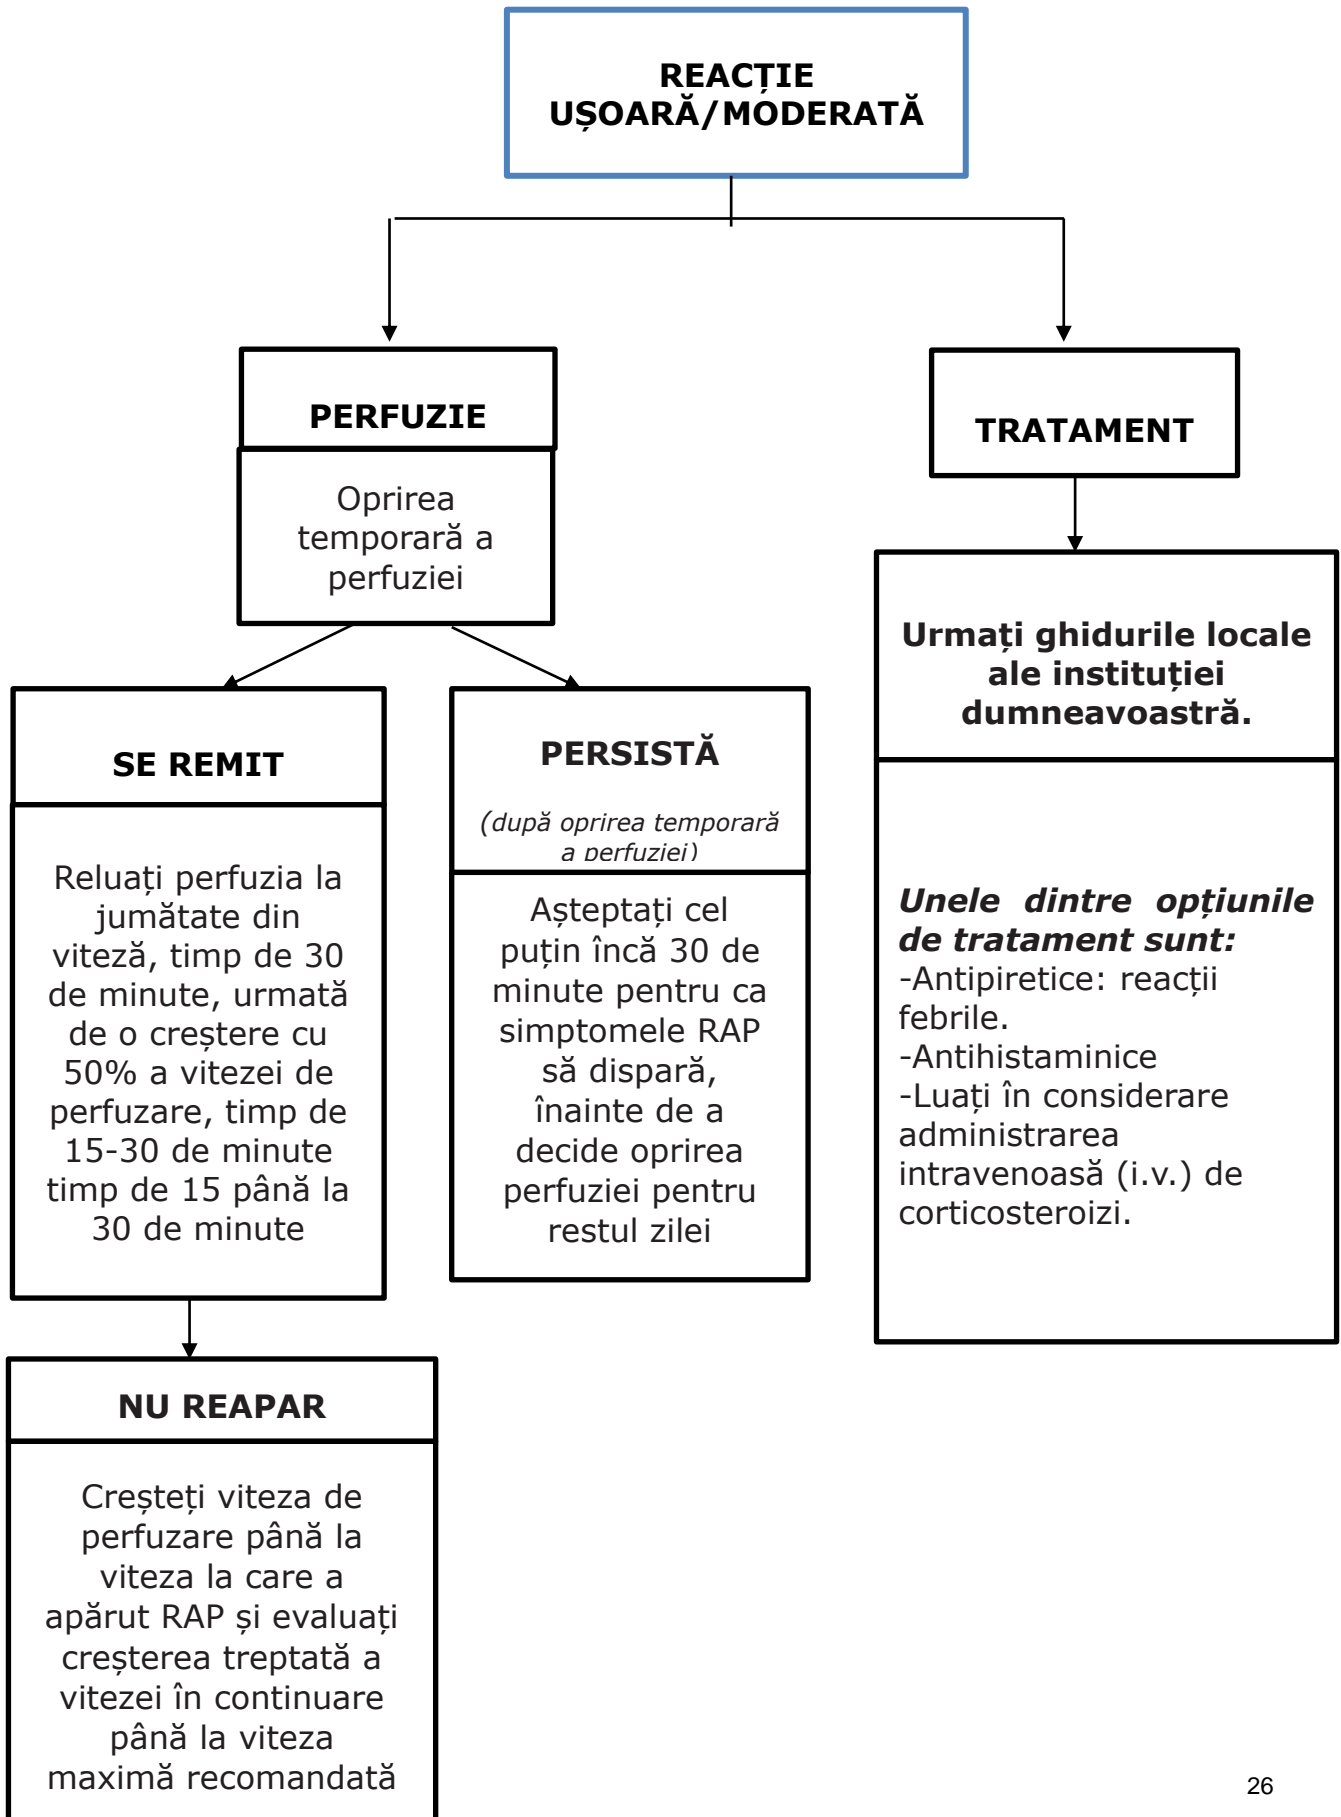 REACȚIE
UȘOARĂ/MODERATĂ
PERFUZIE
Oprirea
temporară a
perfuziei
TRATAMENT
Urmați ghidurile locale
ale instituției
dumneavoastră.
SE REMIT
Reluați perfuzia la
jumătate din
viteză, timp de 30
de minute, urmată
de o creștere cu
50% a vitezei de
perfuzare, timp de
15-30 de minute
timp de 15 până la
30 de minute
PERSISTĂ
(după oprirea temporară
a perfuziei)
Așteptați cel
puțin încă 30 de
minute pentru ca
simptomele RAP
să dispară,
înainte de a
decide oprirea
perfuziei pentru
restul zilei
Unele dintre opțiunile
de tratament sunt:
-Antipiretice: reacții
febrile.
-Antihistaminice
-Luați în considerare
administrarea
intravenoasă (i.v.) de
corticosteroizi.
NU REAPAR
Creșteți viteza de
perfuzare până la
viteza la care a
apărut RAP și evaluați
creșterea treptată a
vitezei în continuare
până la viteza
maximă recomandată
26